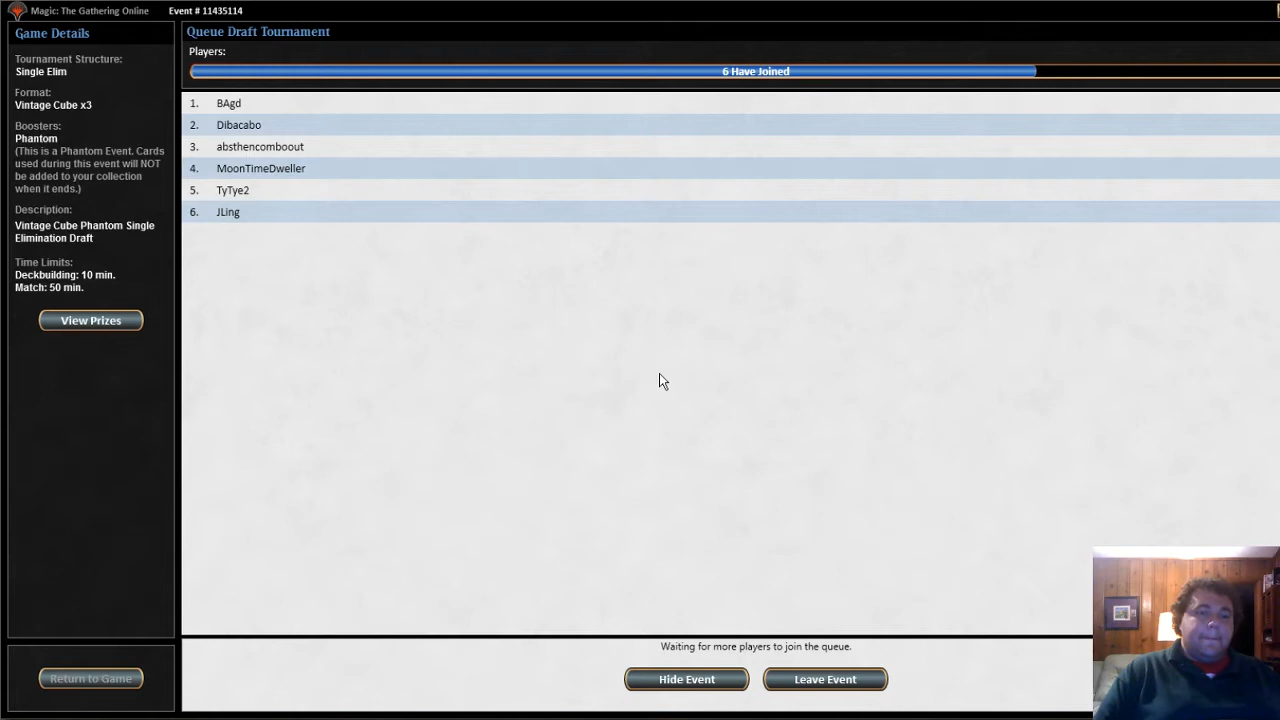 Magic: The Gathering Online Event # 11435114
Game Details
Tournament Structure:
Single Elim
Format:
Vintage Cube x3
Boosters:
Phantom
(This is a Phantom Event. Cards
used during this event will NOT
be added to your collection
when it ends.)
Description:
Vintage Cube Phantom Single
Elimination Draft
Time Limits:
Deckbuilding: 10 min.
Match: 50 min.
View Prizes
Return to Game
Queue Draft Tournament
Players:
6 Have Joined
1. BAgd
2. Dibacabo
3. absthencomboout
4. MoonTimeDweller
5. TyTye2
6. JLing
Waiting for more players to join the queue.
Hide Event Leave Event